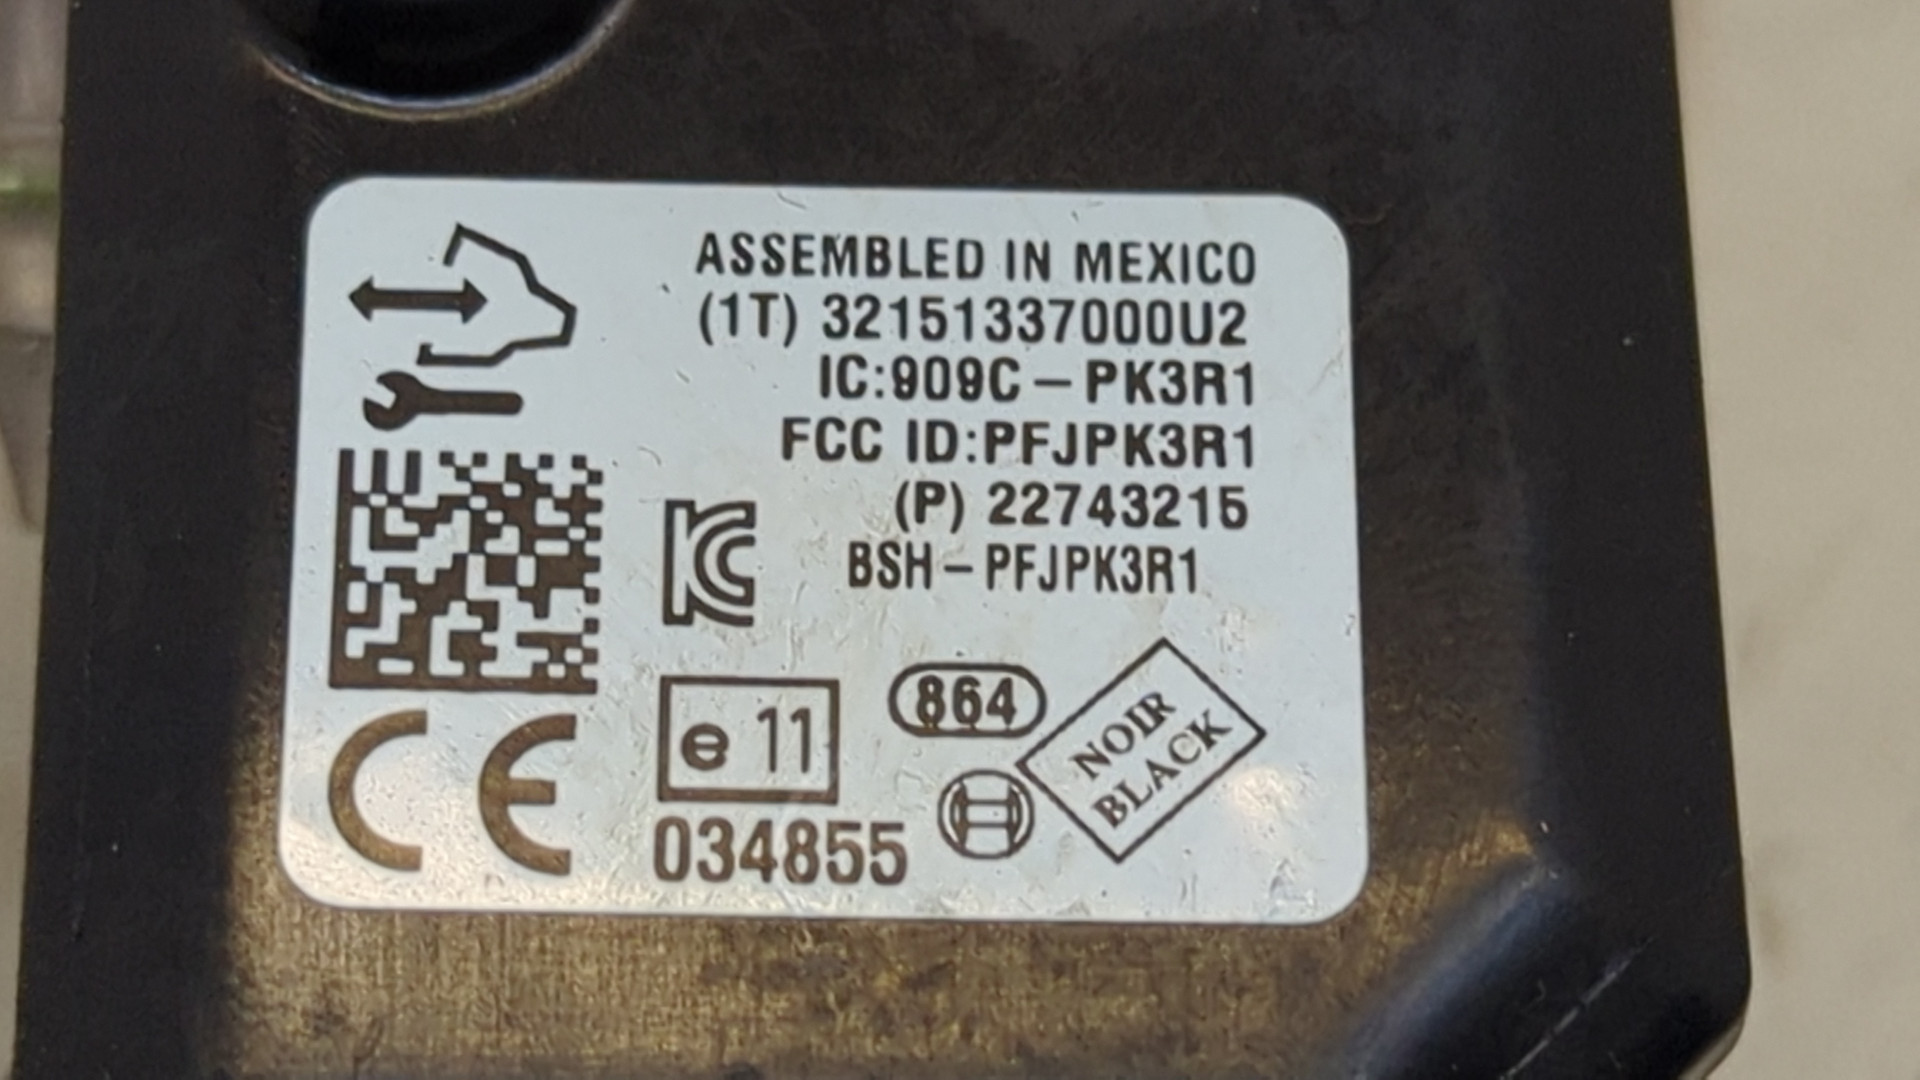 ASSEMBLED IN MEXICO
(1T) 32151337000U2
IC:909C-PK3R1
FCC ID:PFJPK3R1
(P) 22743215
BSH-PFJPK3R1
864
NOIR
BLACK
e 11
034855
CE